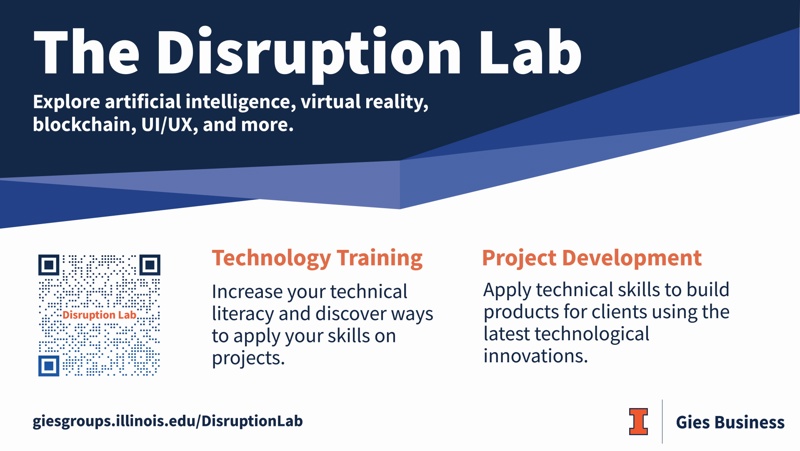 The Disruption Lab
Explore artificial intelligence, virtual reality,
blockchain, UI/UX, and more.
Disruption Lab
Technology Training
Increase your technical
literacy and discover ways
to apply your skills on
projects.
Project Development
Apply technical skills to build
products for clients using the
latest technological
innovations.
giesgroups.illinois.edu/DisruptionLab
I
Gies Business